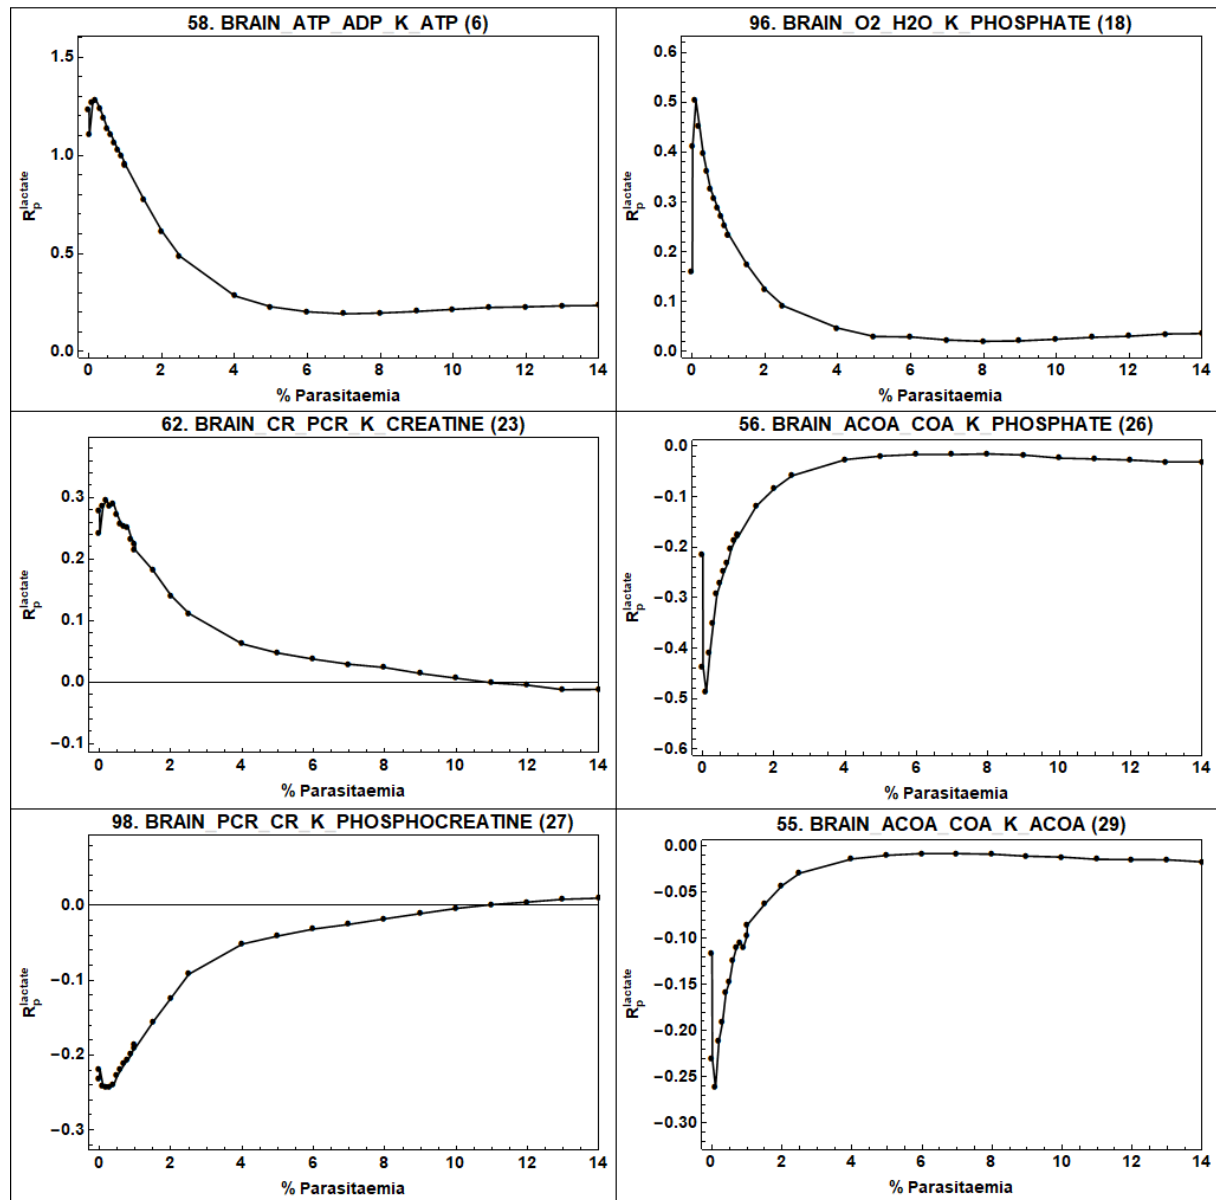 58. BRAIN_ATP_ADP_K_ATP (6)
1.5
1.0
0.5
0.0
R_p^lactate
0 2 4 6 8 10 12 14
% Parasitaemia
96. BRAIN_O2_H2O_K_PHOSPHATE (18)
0.6
0.5
0.4
0.3
0.2
0.1
0.0
R_p^lactate
0 2 4 6 8 10 12 14
% Parasitaemia
62. BRAIN_CR_PCR_K_CREATINE (23)
0.3
0.2
0.1
0.0
−0.1
R_p^lactate
0 2 4 6 8 10 12 14
% Parasitaemia
56. BRAIN_ACOA_COA_K_PHOSPHATE (26)
0.0
−0.1
−0.2
−0.3
−0.4
−0.5
−0.6
R_p^lactate
0 2 4 6 8 10 12 14
% Parasitaemia
98. BRAIN_PCR_CR_K_PHOSPHOCREATINE (27)
0.0
−0.1
−0.2
−0.3
R_p^lactate
0 2 4 6 8 10 12 14
% Parasitaemia
55. BRAIN_ACOA_COA_K_ACOA (29)
0.00
−0.05
−0.10
−0.15
−0.20
−0.25
−0.30
R_p^lactate
0 2 4 6 8 10 12 14
% Parasitaemia